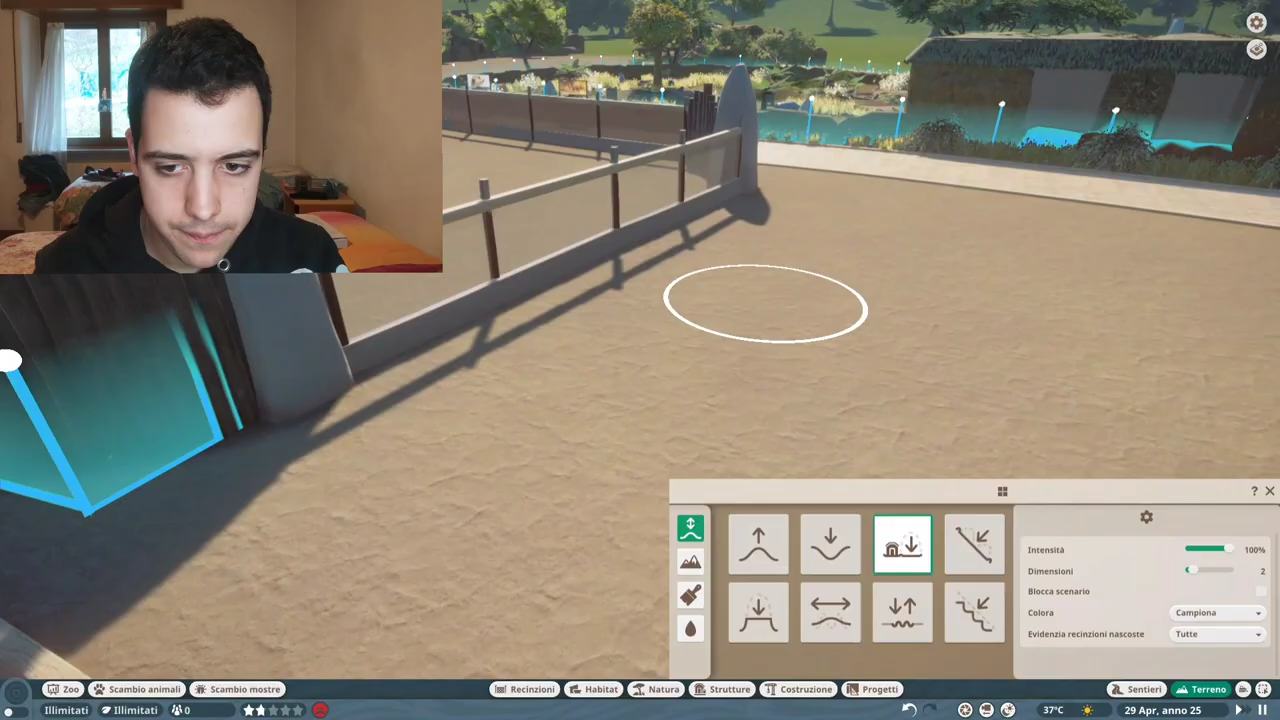 ? ✕
Intensità 100%
Dimensioni 2
Blocca scenario
Colora Campiona
Evidenzia recinzioni nascoste Tutte
Zoo Scambio animali Scambio mostre Recinzioni Habitat Natura Strutture Costruzione Progetti Sentieri Terreno
Illimitati Illimitati 0 37°C 29 Apr, anno 25